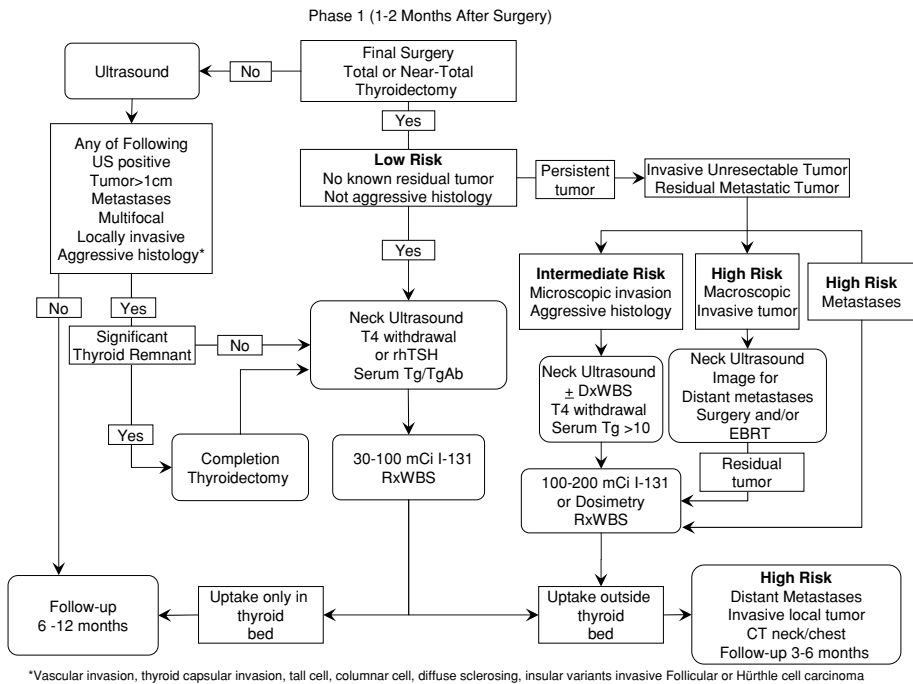 Phase 1 (1-2 Months After Surgery)
Final Surgery
Total or Near-Total
Thyroidectomy
No
Ultrasound
Yes
Any of Following
US positive
Tumor>1cm
Metastases
Multifocal
Locally invasive
Aggressive histology*
Low Risk
No known residual tumor
Not aggressive histology
Persistent
tumor
Invasive Unresectable Tumor
Residual Metastatic Tumor
Yes
Intermediate Risk
Microscopic invasion
Aggressive histology
High Risk
Macroscopic
Invasive tumor
High Risk
Metastases
No
Yes
Significant
Thyroid Remnant
No
Neck Ultrasound
T4 withdrawal
or rhTSH
Serum Tg/TgAb
Neck Ultrasound
± DxWBS
T4 withdrawal
Serum Tg >10
Neck Ultrasound
Image for
Distant metastases
Surgery and/or
EBRT
Yes
Completion
Thyroidectomy
30-100 mCi I-131
RxWBS
Residual
tumor
100-200 mCi I-131
or Dosimetry
RxWBS
Follow-up
6 -12 months
Uptake only in
thyroid
bed
Uptake outside
thyroid
bed
High Risk
Distant Metastases
Invasive local tumor
CT neck/chest
Follow-up 3-6 months
*Vascular invasion, thyroid capsular invasion, tall cell, columnar cell, diffuse sclerosing, insular variants invasive Follicular or Hürthle cell carcinoma